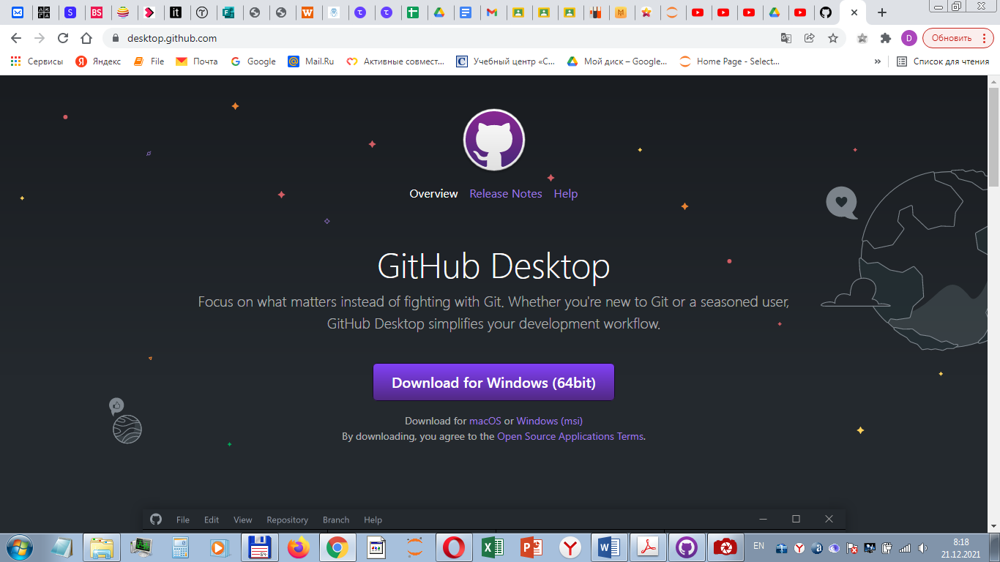 desktop.github.com
D
Обновить
Сервисы
Яндекс
File
Почта
Google
Mail.Ru
Активные совмест...
Учебный центр «С...
Мой диск – Google...
Home Page - Select...
»
Список для чтения
Overview Release Notes Help
GitHub Desktop
Focus on what matters instead of fighting with Git. Whether you're new to Git or a seasoned user,
GitHub Desktop simplifies your development workflow.
Download for Windows (64bit)
Download for macOS or Windows (msi)
By downloading, you agree to the Open Source Applications Terms.
File Edit View Repository Branch Help
EN
8:18
21.12.2021